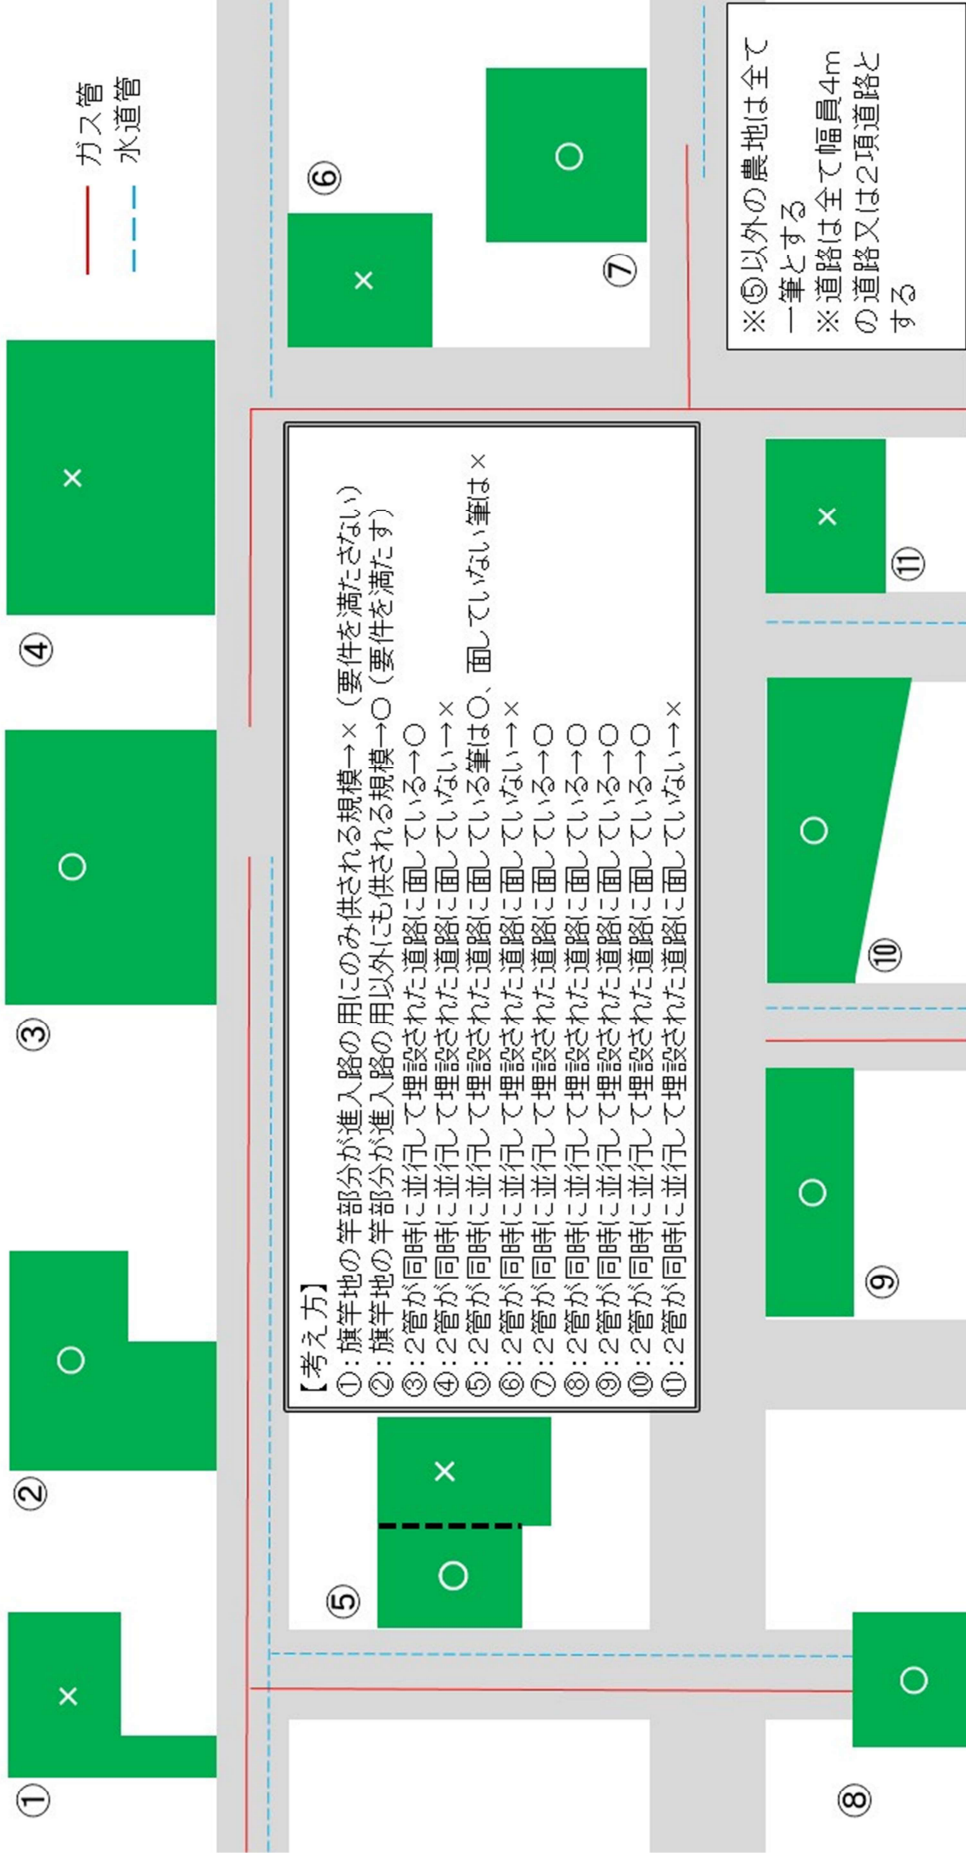 ①
②
③
④
ガス管
水道管
×
○
○
×
⑤
○
×
⑥
×
⑦
○
【考え方】
①:旗竿地の竿部分が進入路の用にのみ供される規模→×（要件を満たさない）
②:旗竿地の竿部分が進入路の用以外にも供される規模→○（要件を満たす）
③:2管が同時に並行して埋設された道路に面している→○
④:2管が同時に並行して埋設された道路に面していない→×
⑤:2管が同時に並行して埋設された道路に面している筆は○、面していない筆は×
⑥:2管が同時に並行して埋設された道路に面していない→×
⑦:2管が同時に並行して埋設された道路に面している→○
⑧:2管が同時に並行して埋設された道路に面している→○
⑨:2管が同時に並行して埋設された道路に面している→○
⑩:2管が同時に並行して埋設された道路に面している→○
⑪:2管が同時に並行して埋設された道路に面していない→×
⑧
○
⑨
○
⑩
○
⑪
×
※⑤以外の農地は全て
一筆とする
※道路は全て幅員4m
の道路又は2項道路と
する